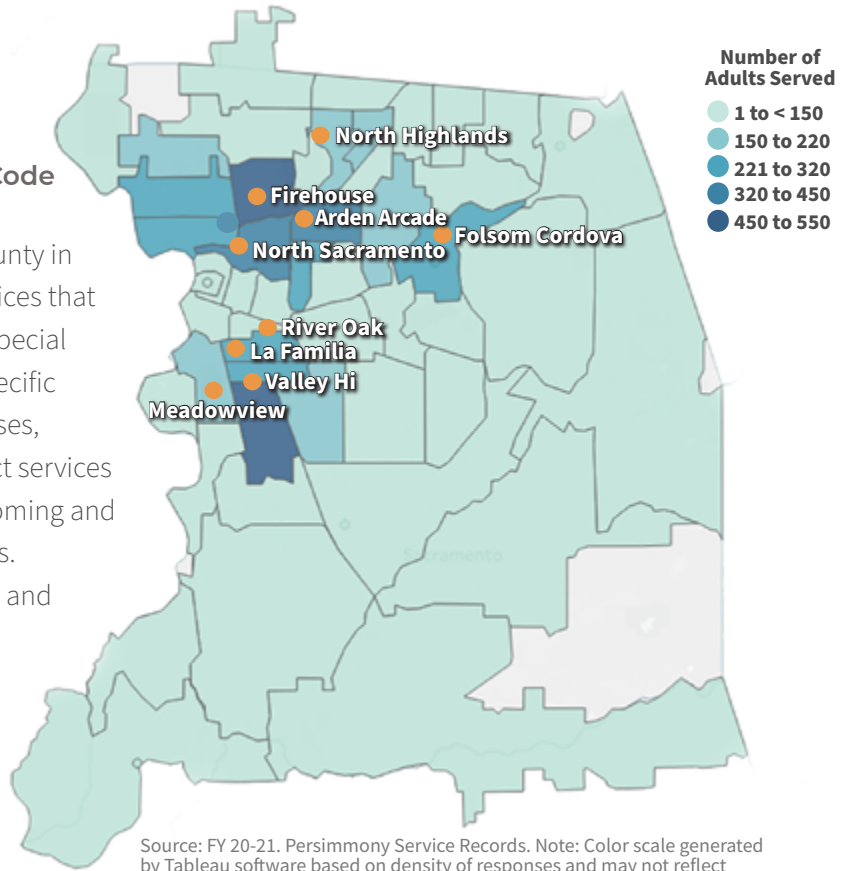 Number of
Adults Served
1 to < 150
150 to 220
221 to 320
320 to 450
450 to 550
North Highlands
Firehouse
Arden Arcade
Folsom Cordova
North Sacramento
River Oak
La Familia
Valley Hi
Meadowview
Sacramento
Code
unty in
ices that
pecial
ecific
ses,
ct services
oming and
s.
and
Source: FY 20-21. Persimmony Service Records. Note: Color scale generated
by Tableau software based on density of responses and may not reflect